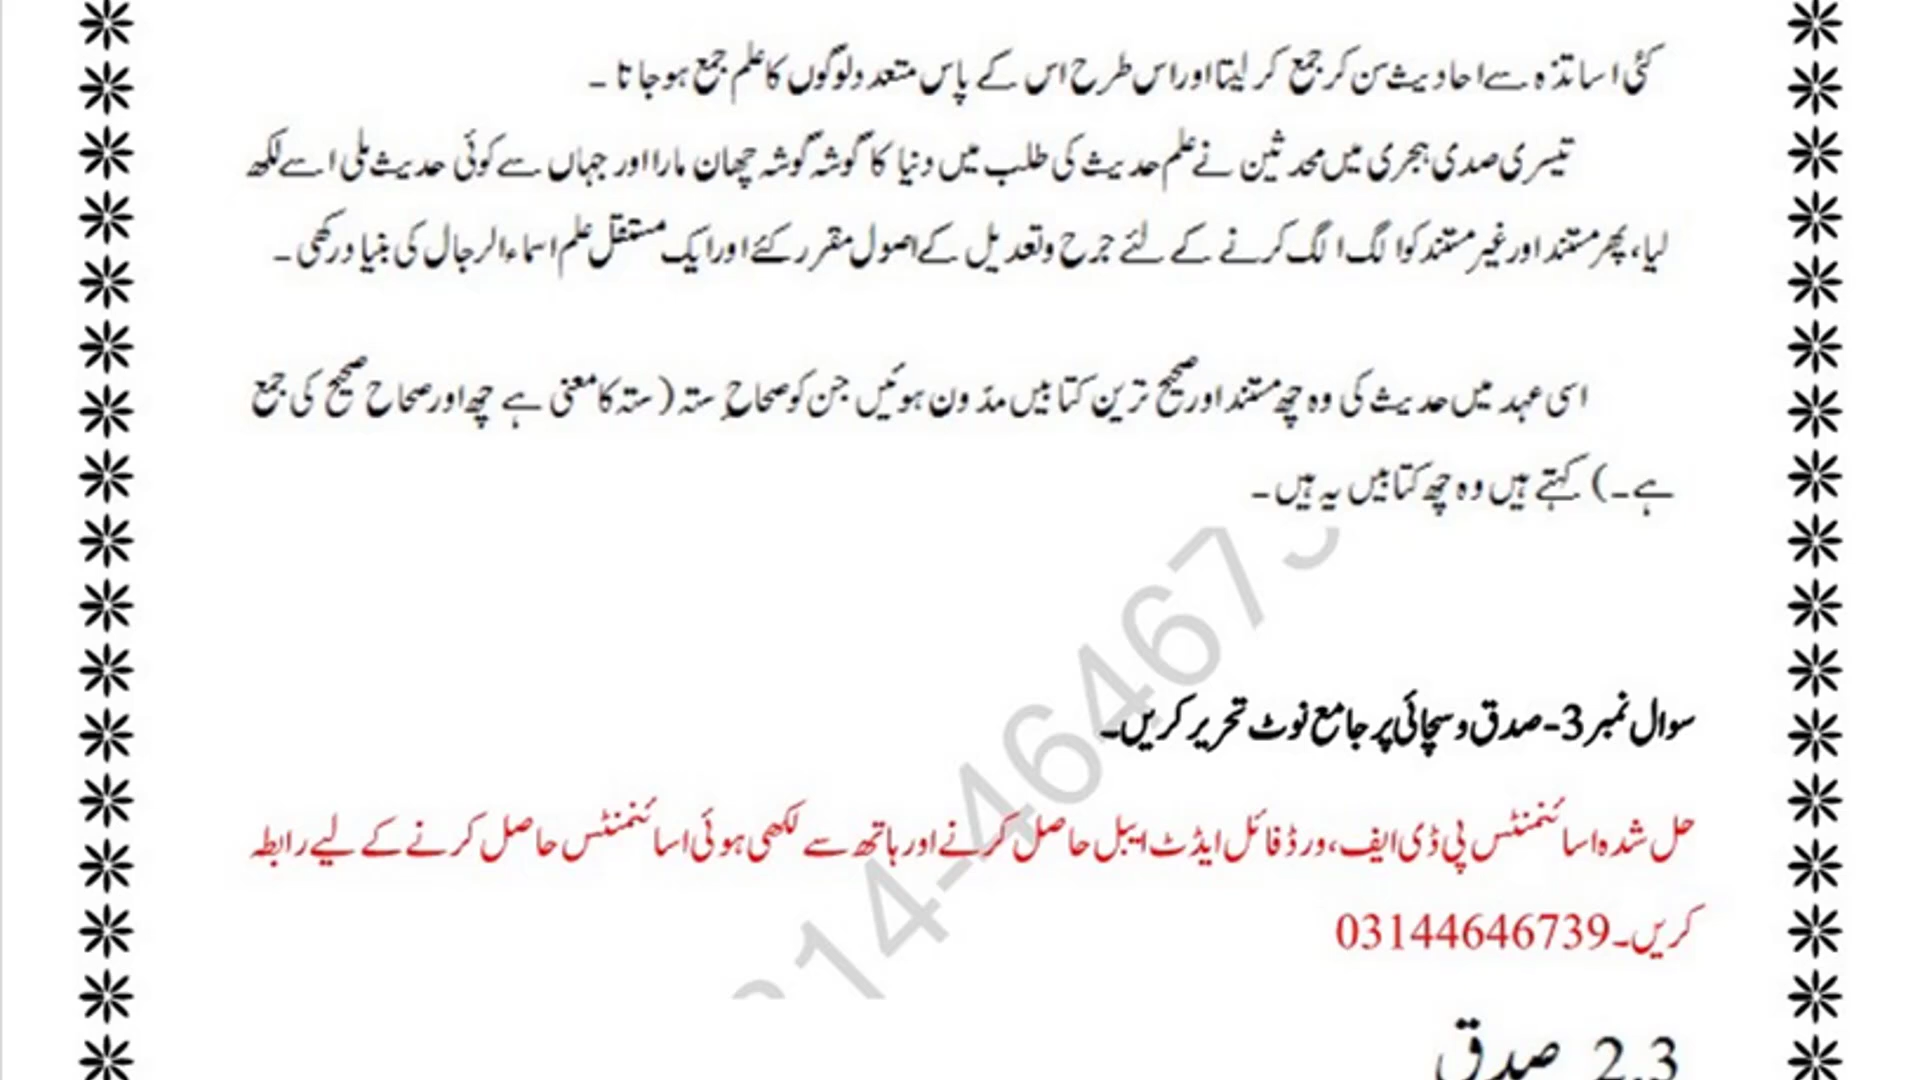 کئی اساتذہ سے احادیث سن کر جمع کر لیتا اور اس طرح اس کے پاس متعدد لوگوں کا علم جمع ہو جاتا ۔
تیسری صدی ہجری میں محدثین نے علم حدیث کی طلب میں دنیا کا گوشہ گوشہ چھان مارا اور جہاں سے کوئی حدیث ملی اسے لکھ
لیا، پھر مستند اور غیر مستند کو الگ الگ کرنے کے لئے جرح وتعدیل کے اصول مقرر کئے اور ایک مستقل علم اسماء الرجال کی بنیاد رکھی ۔
اسی عہد میں حدیث کی وہ چھ مستند اور صحیح ترین کتابیں مدّون ہوئیں جن کو صحاحِ ستہ (ستہ کا معنی ہے چھ اور صحاح صحیح کی جمع
ہے۔) کہتے ہیں وہ چھ کتابیں یہ ہیں۔
سوال نمبر 3-صدق و سچائی پر جامع نوٹ تحریر کریں۔
حل شدہ اسائنمنٹس پی ڈی ایف، ورڈ فائل ایڈٹ ایبل حاصل کرنے اور ہاتھ سے لکھی ہوئی اسائنمنٹس حاصل کرنے کے لیے رابطہ
کریں۔03144646739
2.3 صدق